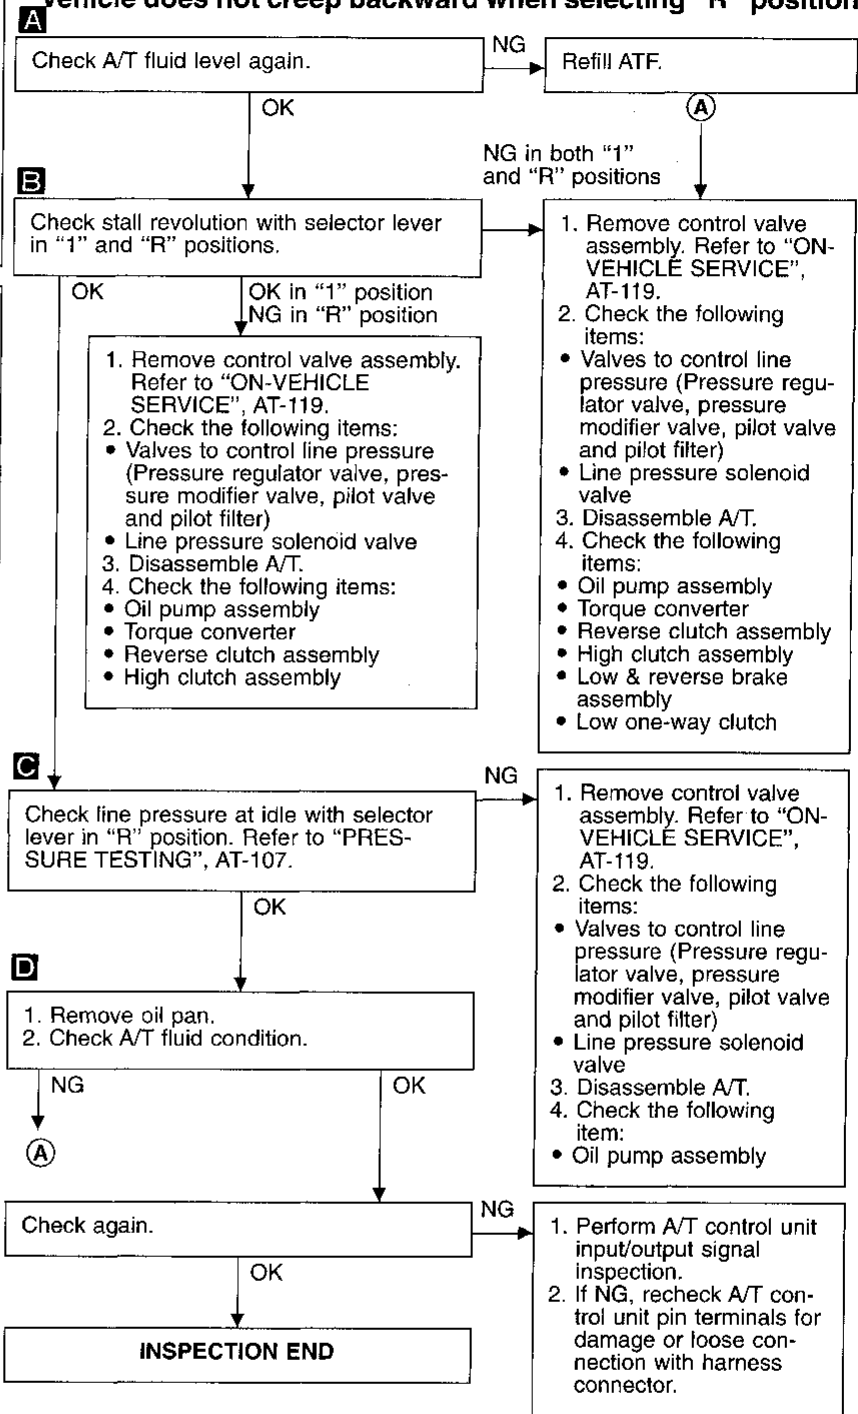 Vehicle does not creep backward when selecting "R" position
A
Check A/T fluid level again.
NG
Refill ATF.
OK
A
NG in both "1"
and "R" positions
B
Check stall revolution with selector lever
in "1" and "R" positions.
OK
OK in "1" position
NG in "R" position
1. Remove control valve assembly.
Refer to "ON-VEHICLE
SERVICE", AT-119.
2. Check the following items:
• Valves to control line pressure
(Pressure regulator valve, pres-
sure modifier valve, pilot valve
and pilot filter)
• Line pressure solenoid valve
3. Disassemble A/T.
4. Check the following items:
• Oil pump assembly
• Torque converter
• Reverse clutch assembly
• High clutch assembly
1. Remove control valve
assembly. Refer to "ON-
VEHICLE SERVICE",
AT-119.
2. Check the following
items:
• Valves to control line
pressure (Pressure regu-
lator valve, pressure
modifier valve, pilot valve
and pilot filter)
• Line pressure solenoid
valve
3. Disassemble A/T.
4. Check the following
items:
• Oil pump assembly
• Torque converter
• Reverse clutch assembly
• High clutch assembly
• Low & reverse brake
assembly
• Low one-way clutch
C
Check line pressure at idle with selector
lever in "R" position. Refer to "PRES-
SURE TESTING", AT-107.
NG
1. Remove control valve
assembly. Refer to "ON-
VEHICLE SERVICE",
AT-119.
2. Check the following
items:
• Valves to control line
pressure (Pressure regu-
lator valve, pressure
modifier valve, pilot valve
and pilot filter)
• Line pressure solenoid
valve
3. Disassemble A/T.
4. Check the following
item:
• Oil pump assembly
OK
D
1. Remove oil pan.
2. Check A/T fluid condition.
NG
OK
A
Check again.
NG
1. Perform A/T control unit
input/output signal
inspection.
2. If NG, recheck A/T con-
trol unit pin terminals for
damage or loose con-
nection with harness
connector.
OK
INSPECTION END